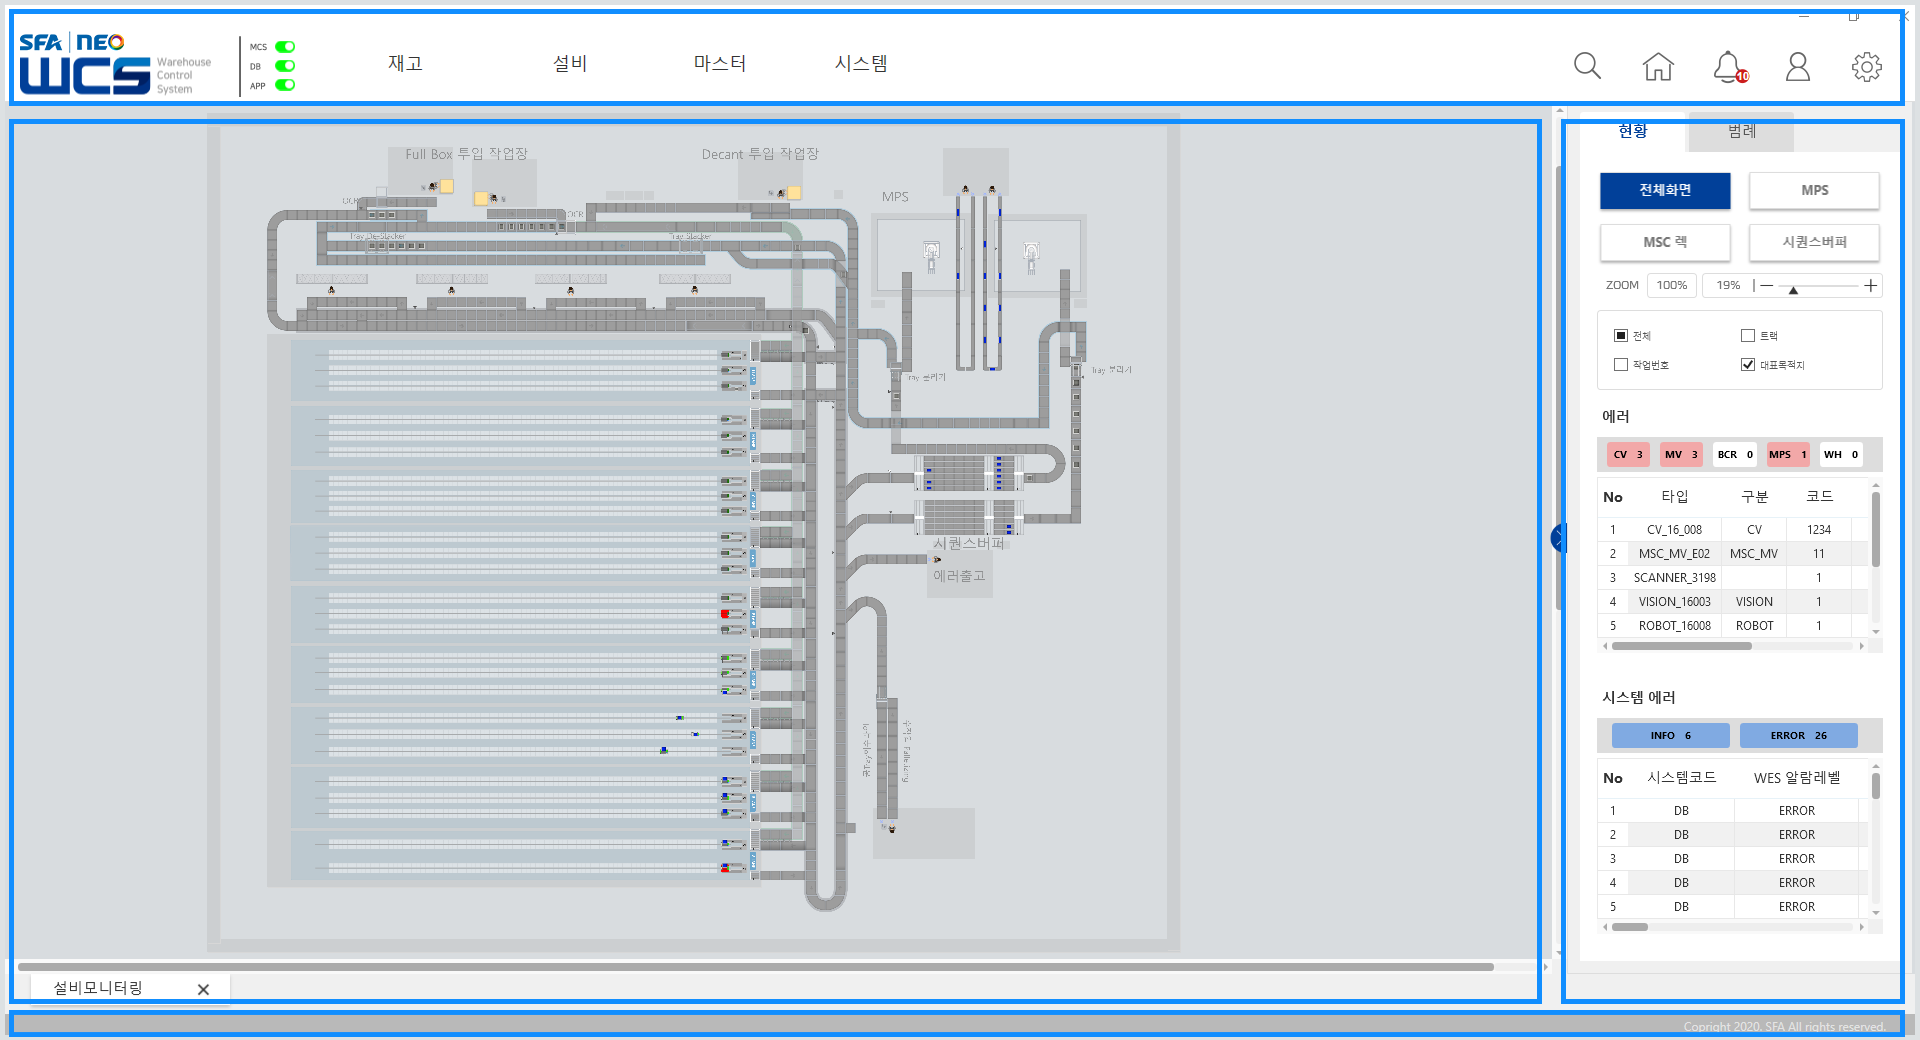 SFA NEO
WCS Warehouse Control System
MCS
DB
APP
재고 설비 마스터 시스템
10
Full Box 투입 작업장
Decant 투입 작업장
MPS
OCR
OCR
Tray De-Stacker
Tray Stacker
Tray 분리기
Tray 분리기
시퀀스버퍼
에러출고
현황 범례
전체화면 MPS
MSC 렉 시퀀스버퍼
ZOOM 100% 19%
전체 트랙
작업번호 대표목적지
에러
CV 3 MV 3 BCR 0 MPS 1 WH 0
No 타입 구분 코드
1 CV_16_008 CV 1234
2 MSC_MV_E02 MSC_MV 11
3 SCANNER_3198 1
4 VISION_16003 VISION 1
5 ROBOT_16008 ROBOT 1
시스템 에러
INFO 6 ERROR 26
No 시스템코드 WES 알람레벨
1 DB ERROR
2 DB ERROR
3 DB ERROR
4 DB ERROR
5 DB ERROR
설비모니터링
Copright 2020. SFA All rights reserved.